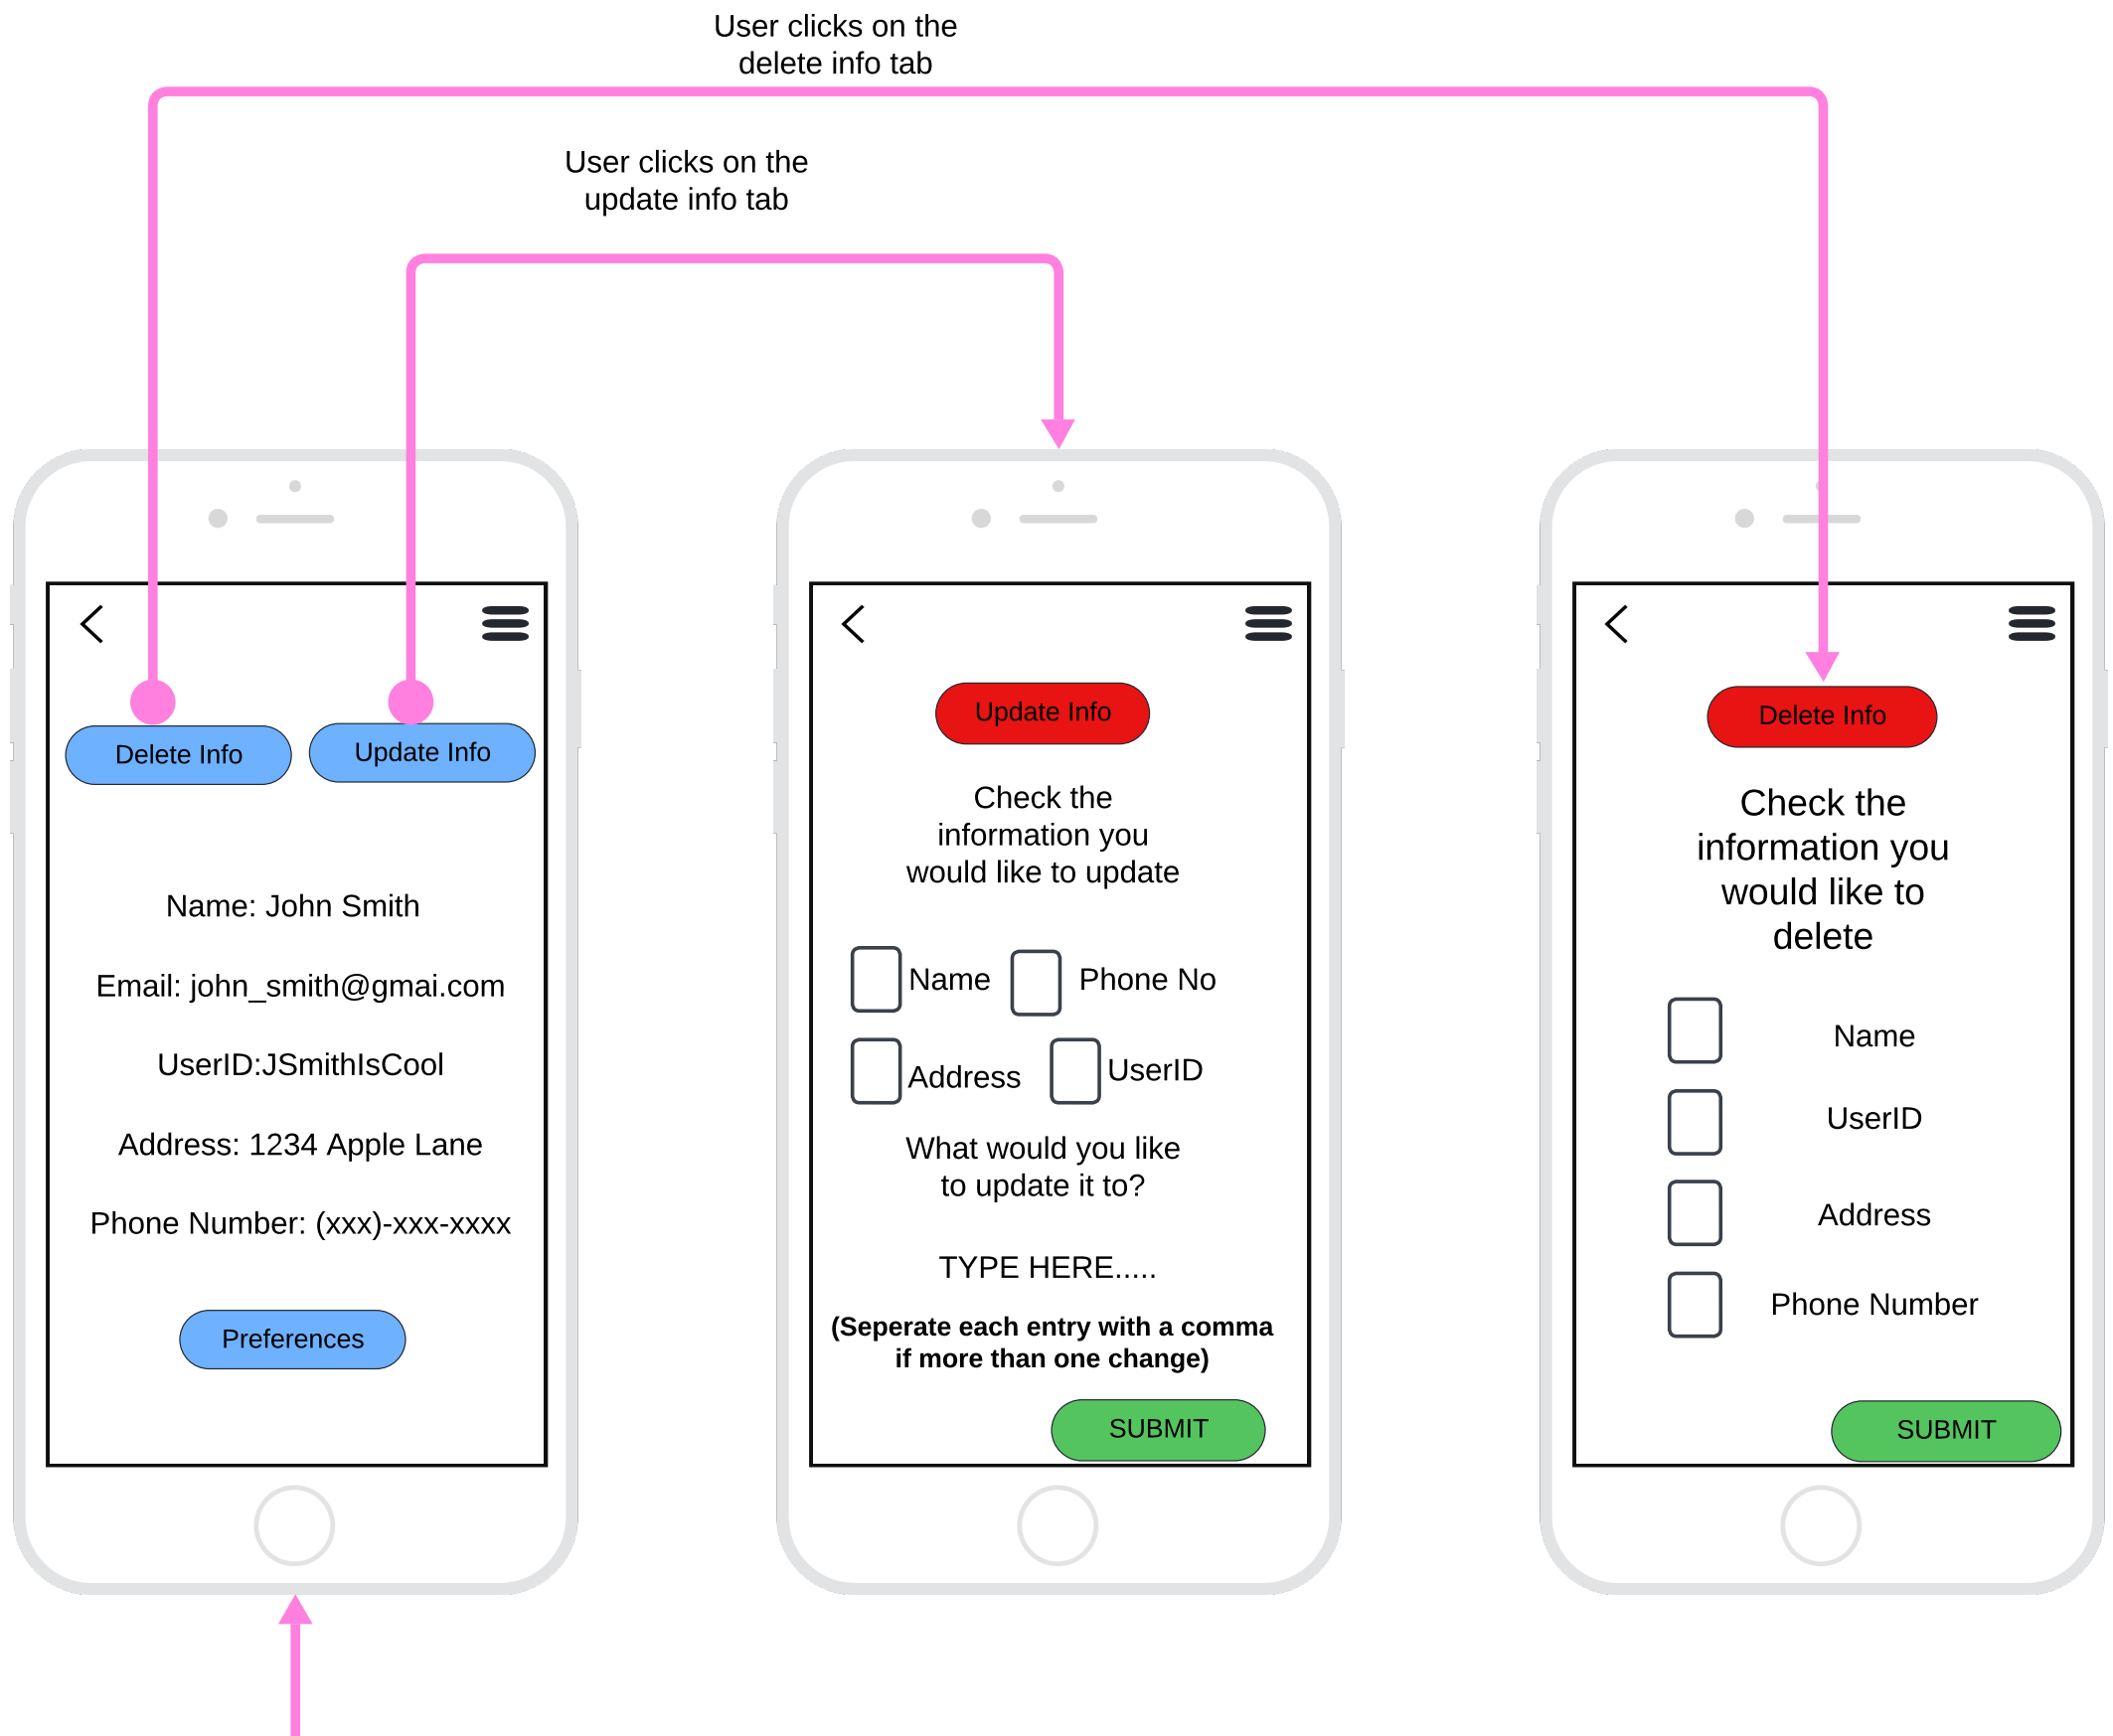 User clicks on the
delete info tab
User clicks on the
update info tab
Delete Info
Update Info
Name: John Smith
Email: john_smith@gmai.com
UserID:JSmithIsCool
Address: 1234 Apple Lane
Phone Number: (xxx)-xxx-xxxx
Preferences
Update Info
Check the
information you
would like to update
Name
Phone No
Address
UserID
What would you like
to update it to?
TYPE HERE.....
(Seperate each entry with a comma
if more than one change)
SUBMIT
Delete Info
Check the
information you
would like to
delete
Name
UserID
Address
Phone Number
SUBMIT